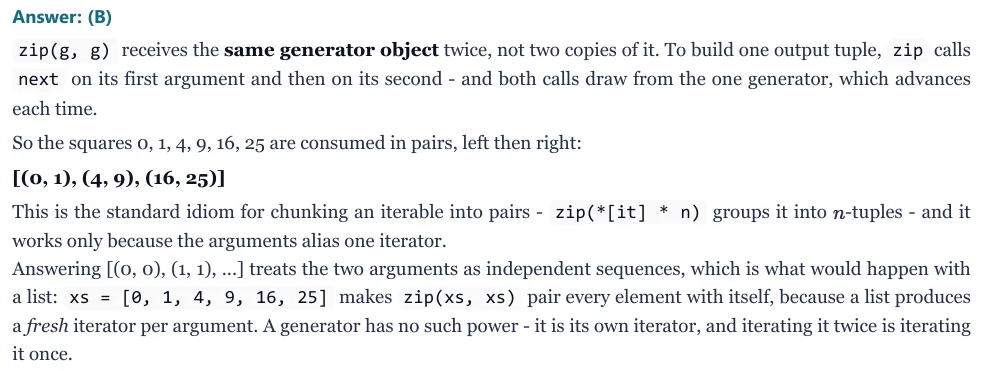 Answer: (B)
zip(g, g) receives the same generator object twice, not two copies of it. To build one output tuple, zip calls
next on its first argument and then on its second - and both calls draw from the one generator, which advances
each time.
So the squares 0, 1, 4, 9, 16, 25 are consumed in pairs, left then right:
[(0, 1), (4, 9), (16, 25)]
This is the standard idiom for chunking an iterable into pairs - zip(*[it] * n) groups it into n-tuples - and it
works only because the arguments alias one iterator.
Answering [(0, 0), (1, 1), ...] treats the two arguments as independent sequences, which is what would happen with
a list: xs = [0, 1, 4, 9, 16, 25] makes zip(xs, xs) pair every element with itself, because a list produces
a fresh iterator per argument. A generator has no such power - it is its own iterator, and iterating it twice is iterating
it once.